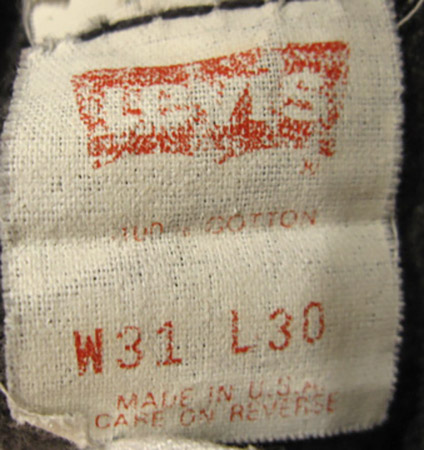 Levi's
100% COTTON
W31 L30
MADE IN U.S.A.
CARE ON REVERSE